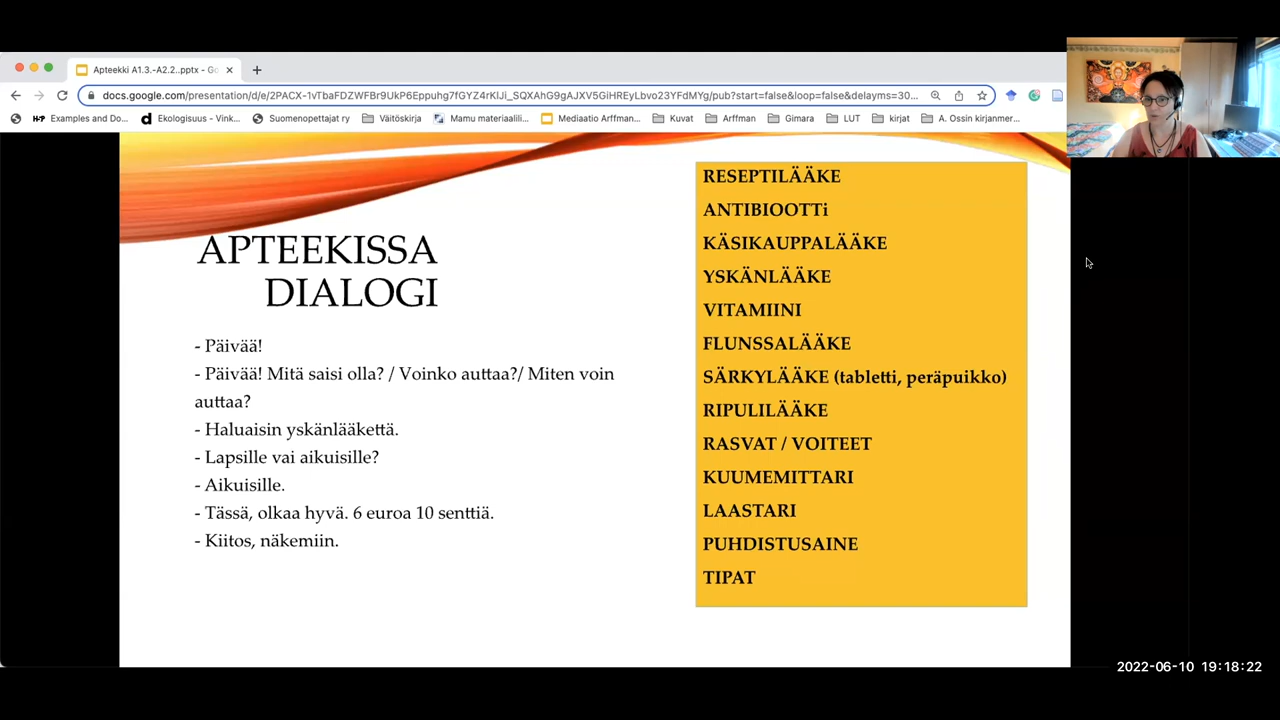 Apteekki A1.3.-A2.2..pptx - Go
docs.google.com/presentation/d/e/2PACX-1vTbaFDZWFBr9UkP6Eppuhg7fGYZ4rKlJi_SQXAhG9gAJXV5GiHREyLbvo23YFdMYg/pub?start=false&loop=false&delayms=30...
Examples and Do... Ekologisuus - Vink... Suomenopettajat ry Väitöskirja Mamu materiaalili... Mediaatio Arffman... Kuvat Arffman Gimara LUT kirjat A. Ossin kirjanmer...
APTEEKISSA
DIALOGI
- Päivää!
- Päivää! Mitä saisi olla? / Voinko auttaa?/ Miten voin
auttaa?
- Haluaisin yskänlääkettä.
- Lapsille vai aikuisille?
- Aikuisille.
- Tässä, olkaa hyvä. 6 euroa 10 senttiä.
- Kiitos, näkemiin.
RESEPTILÄÄKE
ANTIBIOOTTi
KÄSIKAUPPALÄÄKE
YSKÄNLÄÄKE
VITAMIINI
FLUNSSALÄÄKE
SÄRKYLÄÄKE (tabletti, peräpuikko)
RIPULILÄÄKE
RASVAT / VOITEET
KUUMEMITTARI
LAASTARI
PUHDISTUSAINE
TIPAT
2022-06-10 19:18:22